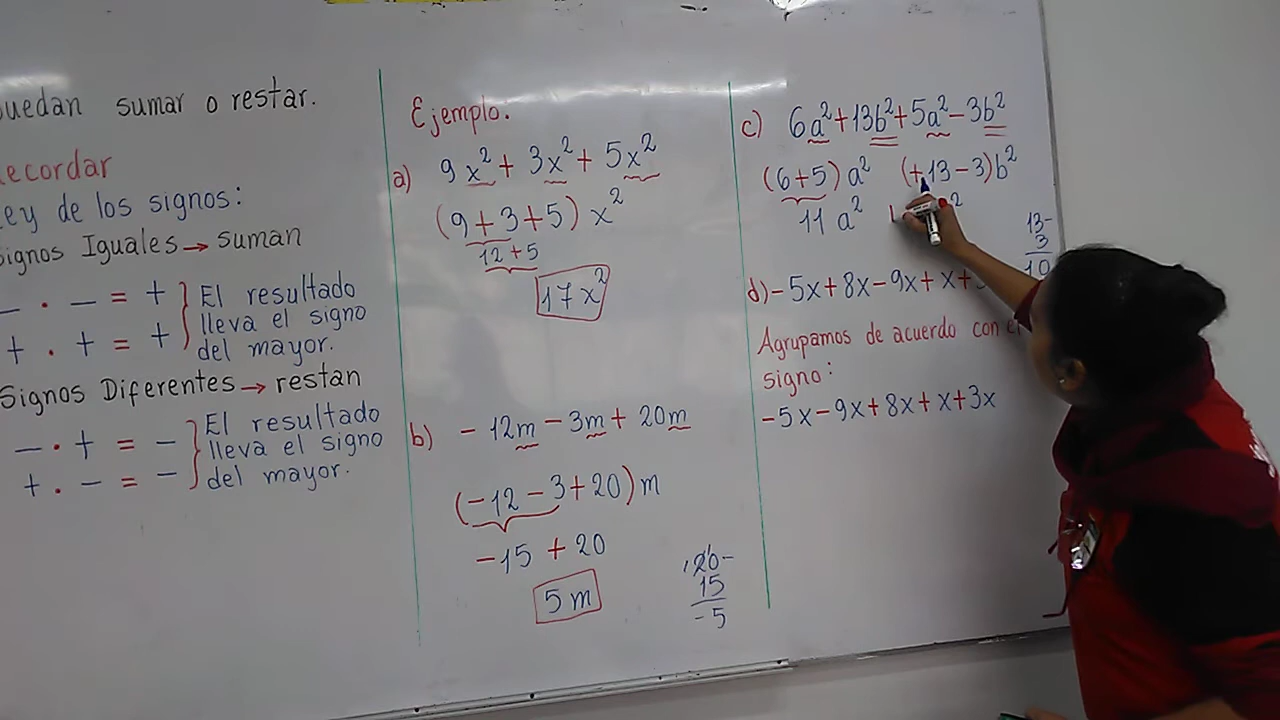 puedan sumar o restar.
Recordar
Ley de los signos:
Signos Iguales → suman
− · − = +
+ · + = +
El resultado
lleva el signo
del mayor.
Signos Diferentes → restan
− · + = −
+ · − = −
El resultado
lleva el signo
del mayor.
Ejemplo:
a) 9x² + 3x² + 5x²
(9 + 3 + 5) x²
12 + 5
17x²
b) − 12m − 3m + 20m
(−12 − 3 + 20) m
−15 + 20
5 m
20 −
15
−5
c) 6a² + 13b² + 5a² − 3b²
(6+5) a² (+13 − 3) b²
11 a²
13 −
3
10
d) − 5x + 8x − 9x + x +
Agrupamos de acuerdo con el
signo:
−5x − 9x + 8x + x + 3x